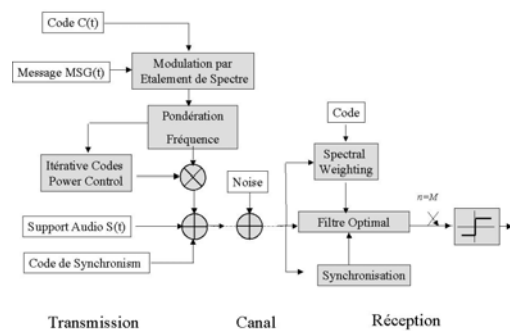 Code C(t)
Message MSG(t)
Modulation par
Etalement de Spectre
Pondération
Fréquence
Itérative Codes
Power Control
Support Audio S(t)
Code de Synchronism
Noise
Code
Spectral
Weighting
Filtre Optimal
n=M
Synchronisation
Transmission
Canal
Réception